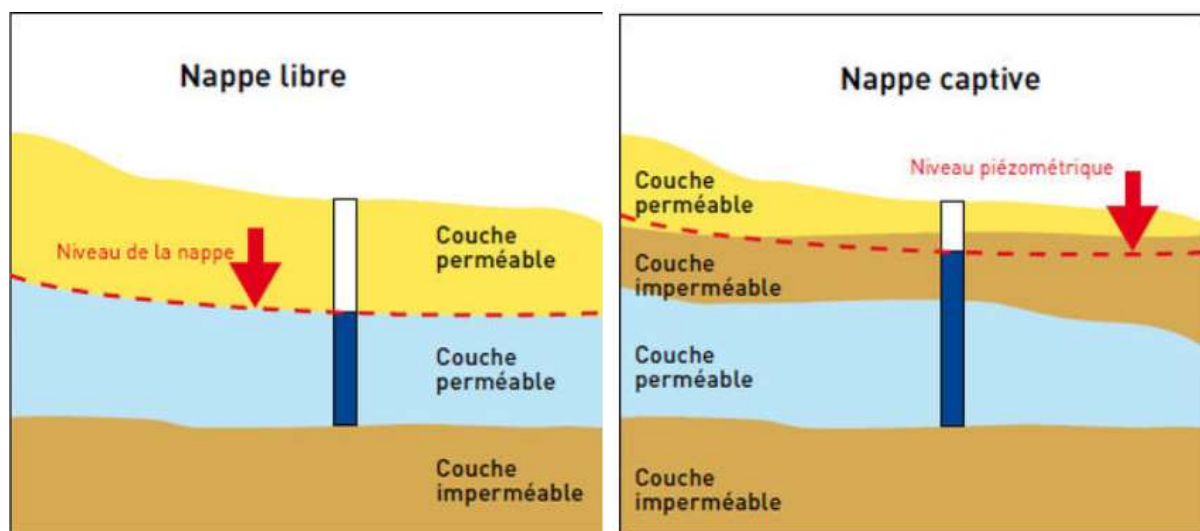 Nappe libre
Niveau de la nappe
Couche
perméable
Couche
perméable
Couche
imperméable
Nappe captive
Niveau piézométrique
Couche
perméable
Couche
imperméable
Couche
perméable
Couche
imperméable